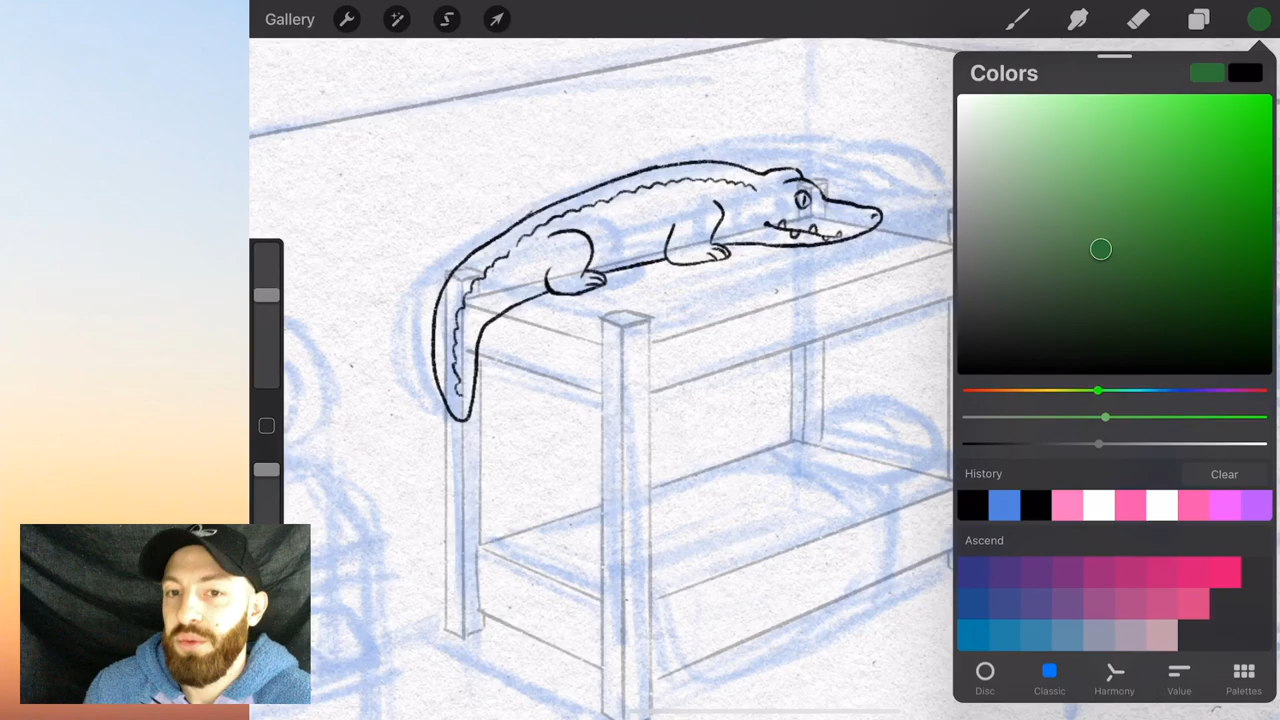 Gallery
Colors
History
Clear
Ascend
Disc
Classic
Harmony
Value
Palettes